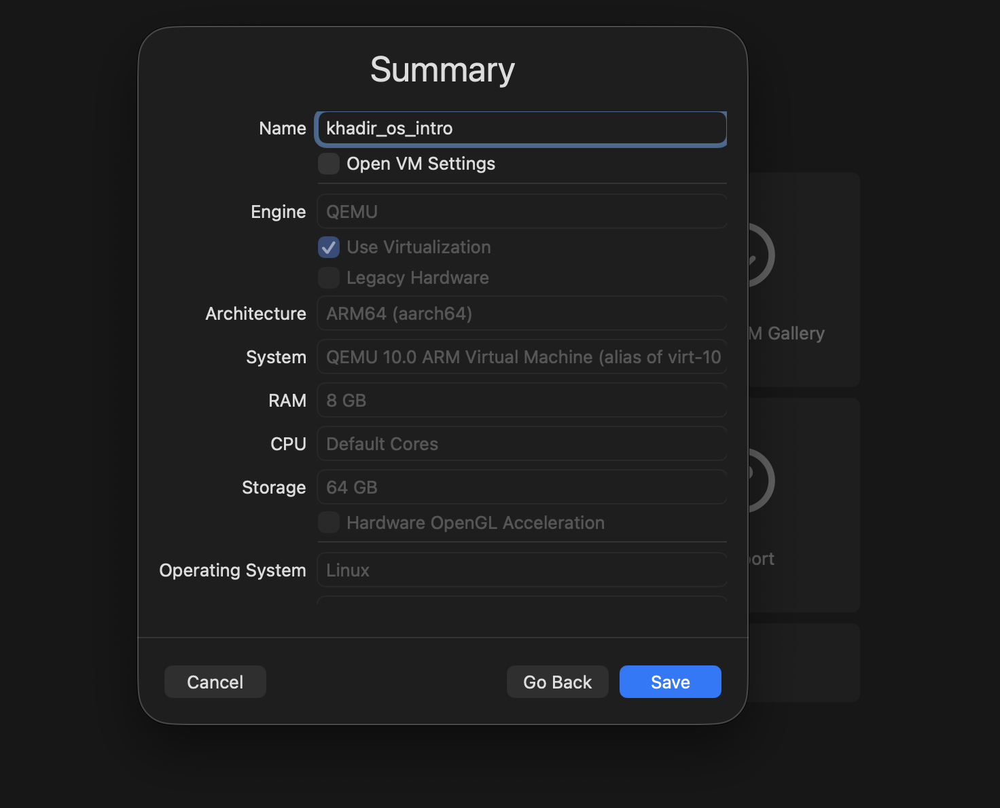 Summary
Name khadir_os_intro
Open VM Settings
Engine QEMU
Use Virtualization
Legacy Hardware
Architecture ARM64 (aarch64)
M Gallery
System QEMU 10.0 ARM Virtual Machine (alias of virt-10
RAM 8 GB
CPU Default Cores
Storage 64 GB
Hardware OpenGL Acceleration
ort
Operating System Linux
Cancel Go Back Save